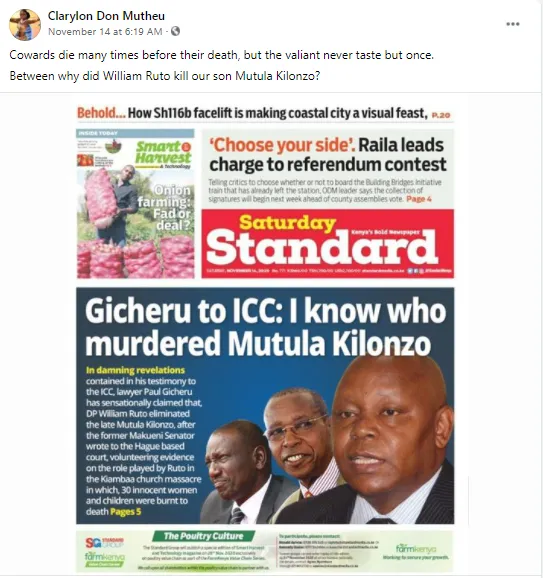 Clarylon Don Mutheu
November 14 at 6:19 AM ·
Cowards die many times before their death, but the valiant never taste but once.
Between why did William Ruto kill our son Mutula Kilonzo?
Behold... How Sh116b facelift is making coastal city a visual feast, P.20
INSIDE TODAY
Smart
Harvest
& Technology
Onion
farming:
Fad or
deal?
'Choose your side'. Raila leads
charge to referendum contest
Telling critics to choose whether or not to board the Building Bridges Initiative
train that has already left the station, ODM leader says the collection of
signatures will begin next week ahead of county assemblies vote. Page 4
Saturday
Kenya's Bold Newspaper
Standard
Gicheru to ICC: I know who
murdered Mutula Kilonzo
In damning revelations
contained in his testimony to
the ICC, lawyer Paul Gicheru
has sensationally claimed that,
DP William Ruto eliminated
the late Mutula Kilonzo, after
the former Makueni Senator
wrote to the Hague based
court, volunteering evidence
on the role played by Ruto in
the Kiambaa church massacre
in which, 30 innocent women
and children were burnt to
death Pages 5
SG STANDARD
GROUP
farmkenya
The Poultry Culture
To participate, please contact:
farmkenya
Working to secure your growth.